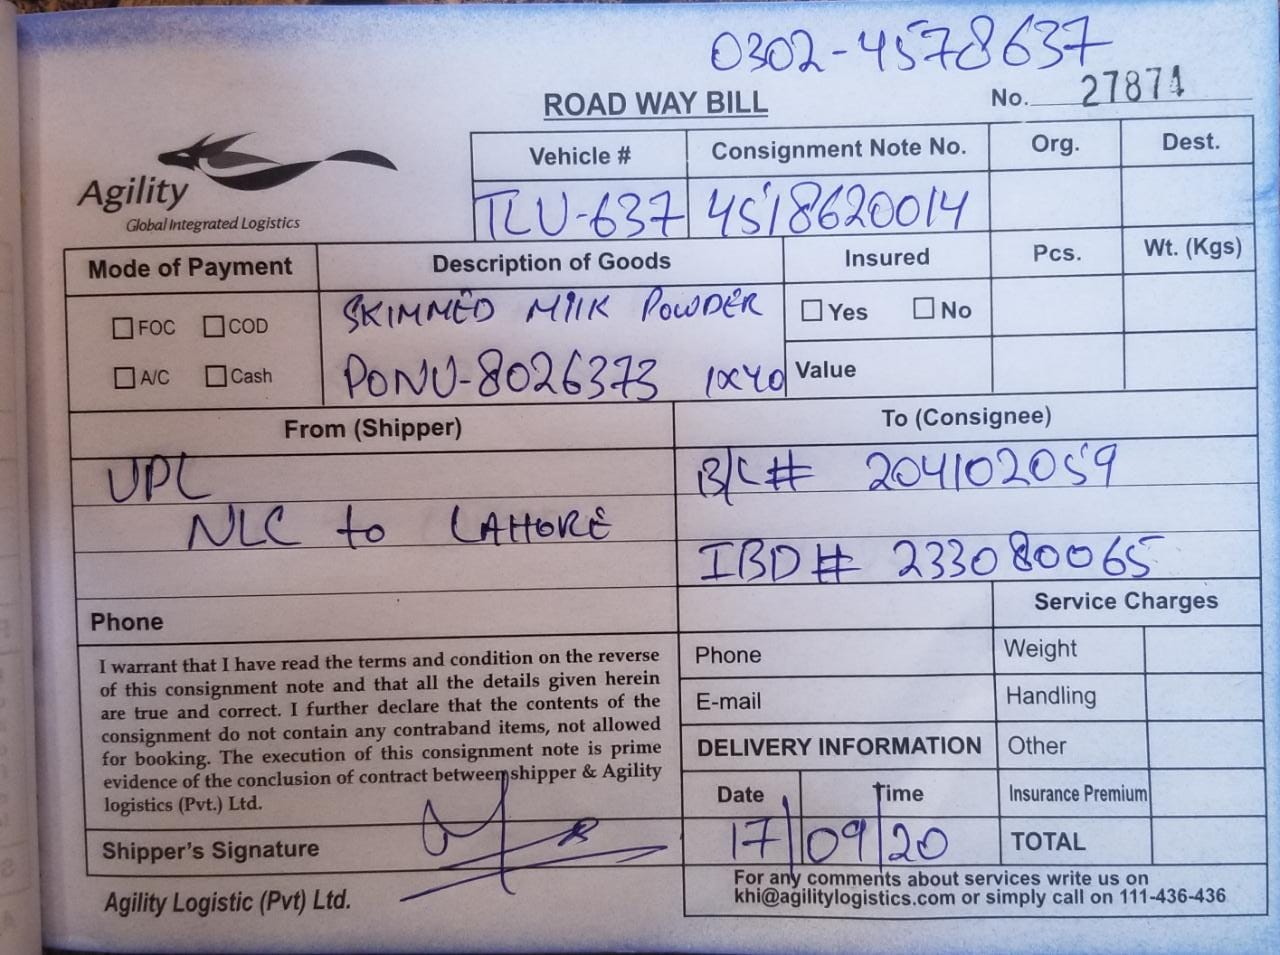 0302-4578637
ROAD WAY BILL
No. 27874
Agility
Global Integrated Logistics
Vehicle # Consignment Note No. Org. Dest.
TLU-637 4518620014
Mode of Payment Description of Goods Insured Pcs. Wt. (Kgs)
SKIMMED MIlK POWDER
FOC COD Yes No
PONU-8026373 1x40
A/C Cash Value
From (Shipper) To (Consignee)
UPL B/L# 204102059
NLC to LAHORE
IBD# 233080065
Phone Service Charges
I warrant that I have read the terms and condition on the reverse
of this consignment note and that all the details given herein
are true and correct. I further declare that the contents of the
consignment do not contain any contraband items, not allowed
for booking. The execution of this consignment note is prime
evidence of the conclusion of contract between shipper & Agility
logistics (Pvt.) Ltd.
Phone Weight
E-mail Handling
DELIVERY INFORMATION Other
Date Time Insurance Premium
17/09/20 TOTAL
Shipper's Signature
Agility Logistic (Pvt) Ltd.
For any comments about services write us on
khi@agilitylogistics.com or simply call on 111-436-436